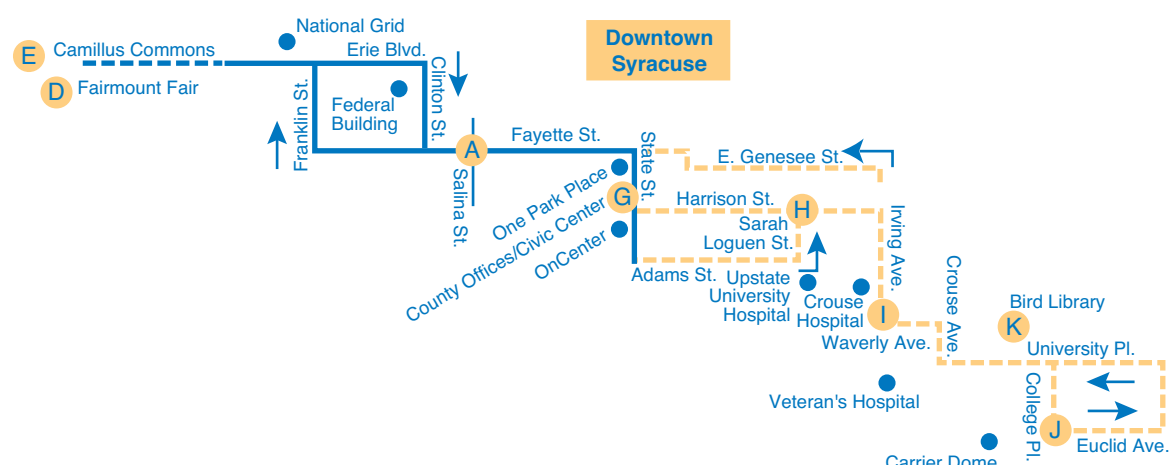 National Grid
Downtown
Syracuse
E
Camillus Commons
Erie Blvd.
D
Fairmount Fair
Clinton St.
Franklin St.
Federal
Building
A
Fayette St.
State St.
E. Genesee St.
Salina St.
One Park Place
G
County Offices/Civic Center
OnCenter
Harrison St.
H
Sarah
Loguen St.
Irving Ave.
Adams St.
Upstate
University
Hospital
Crouse
Hospital
I
Waverly Ave.
Crouse Ave.
Bird Library
K
University Pl.
Veteran's Hospital
College Pl.
J
Euclid Ave.
Carrier Dome